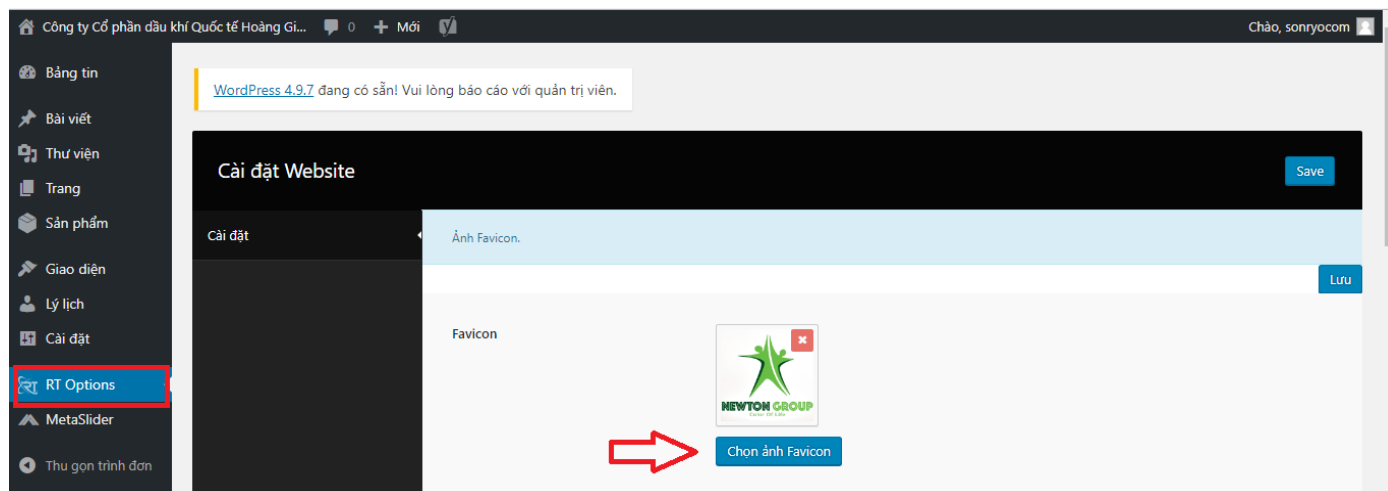 Công ty Cổ phần dầu khí Quốc tế Hoàng Gi... 0 + Mới Chào, sonryocom
Bảng tin
WordPress 4.9.7 đang có sẵn! Vui lòng báo cáo với quản trị viên.
Bài viết
Thư viện
Trang
Sản phẩm
Giao diện
Lý lịch
Cài đặt
RT Options
MetaSlider
Thu gọn trình đơn
Cài đặt Website
Save
Cài đặt
Ảnh Favicon.
Lưu
Favicon
NEWTON GROUP
Chọn ảnh Favicon